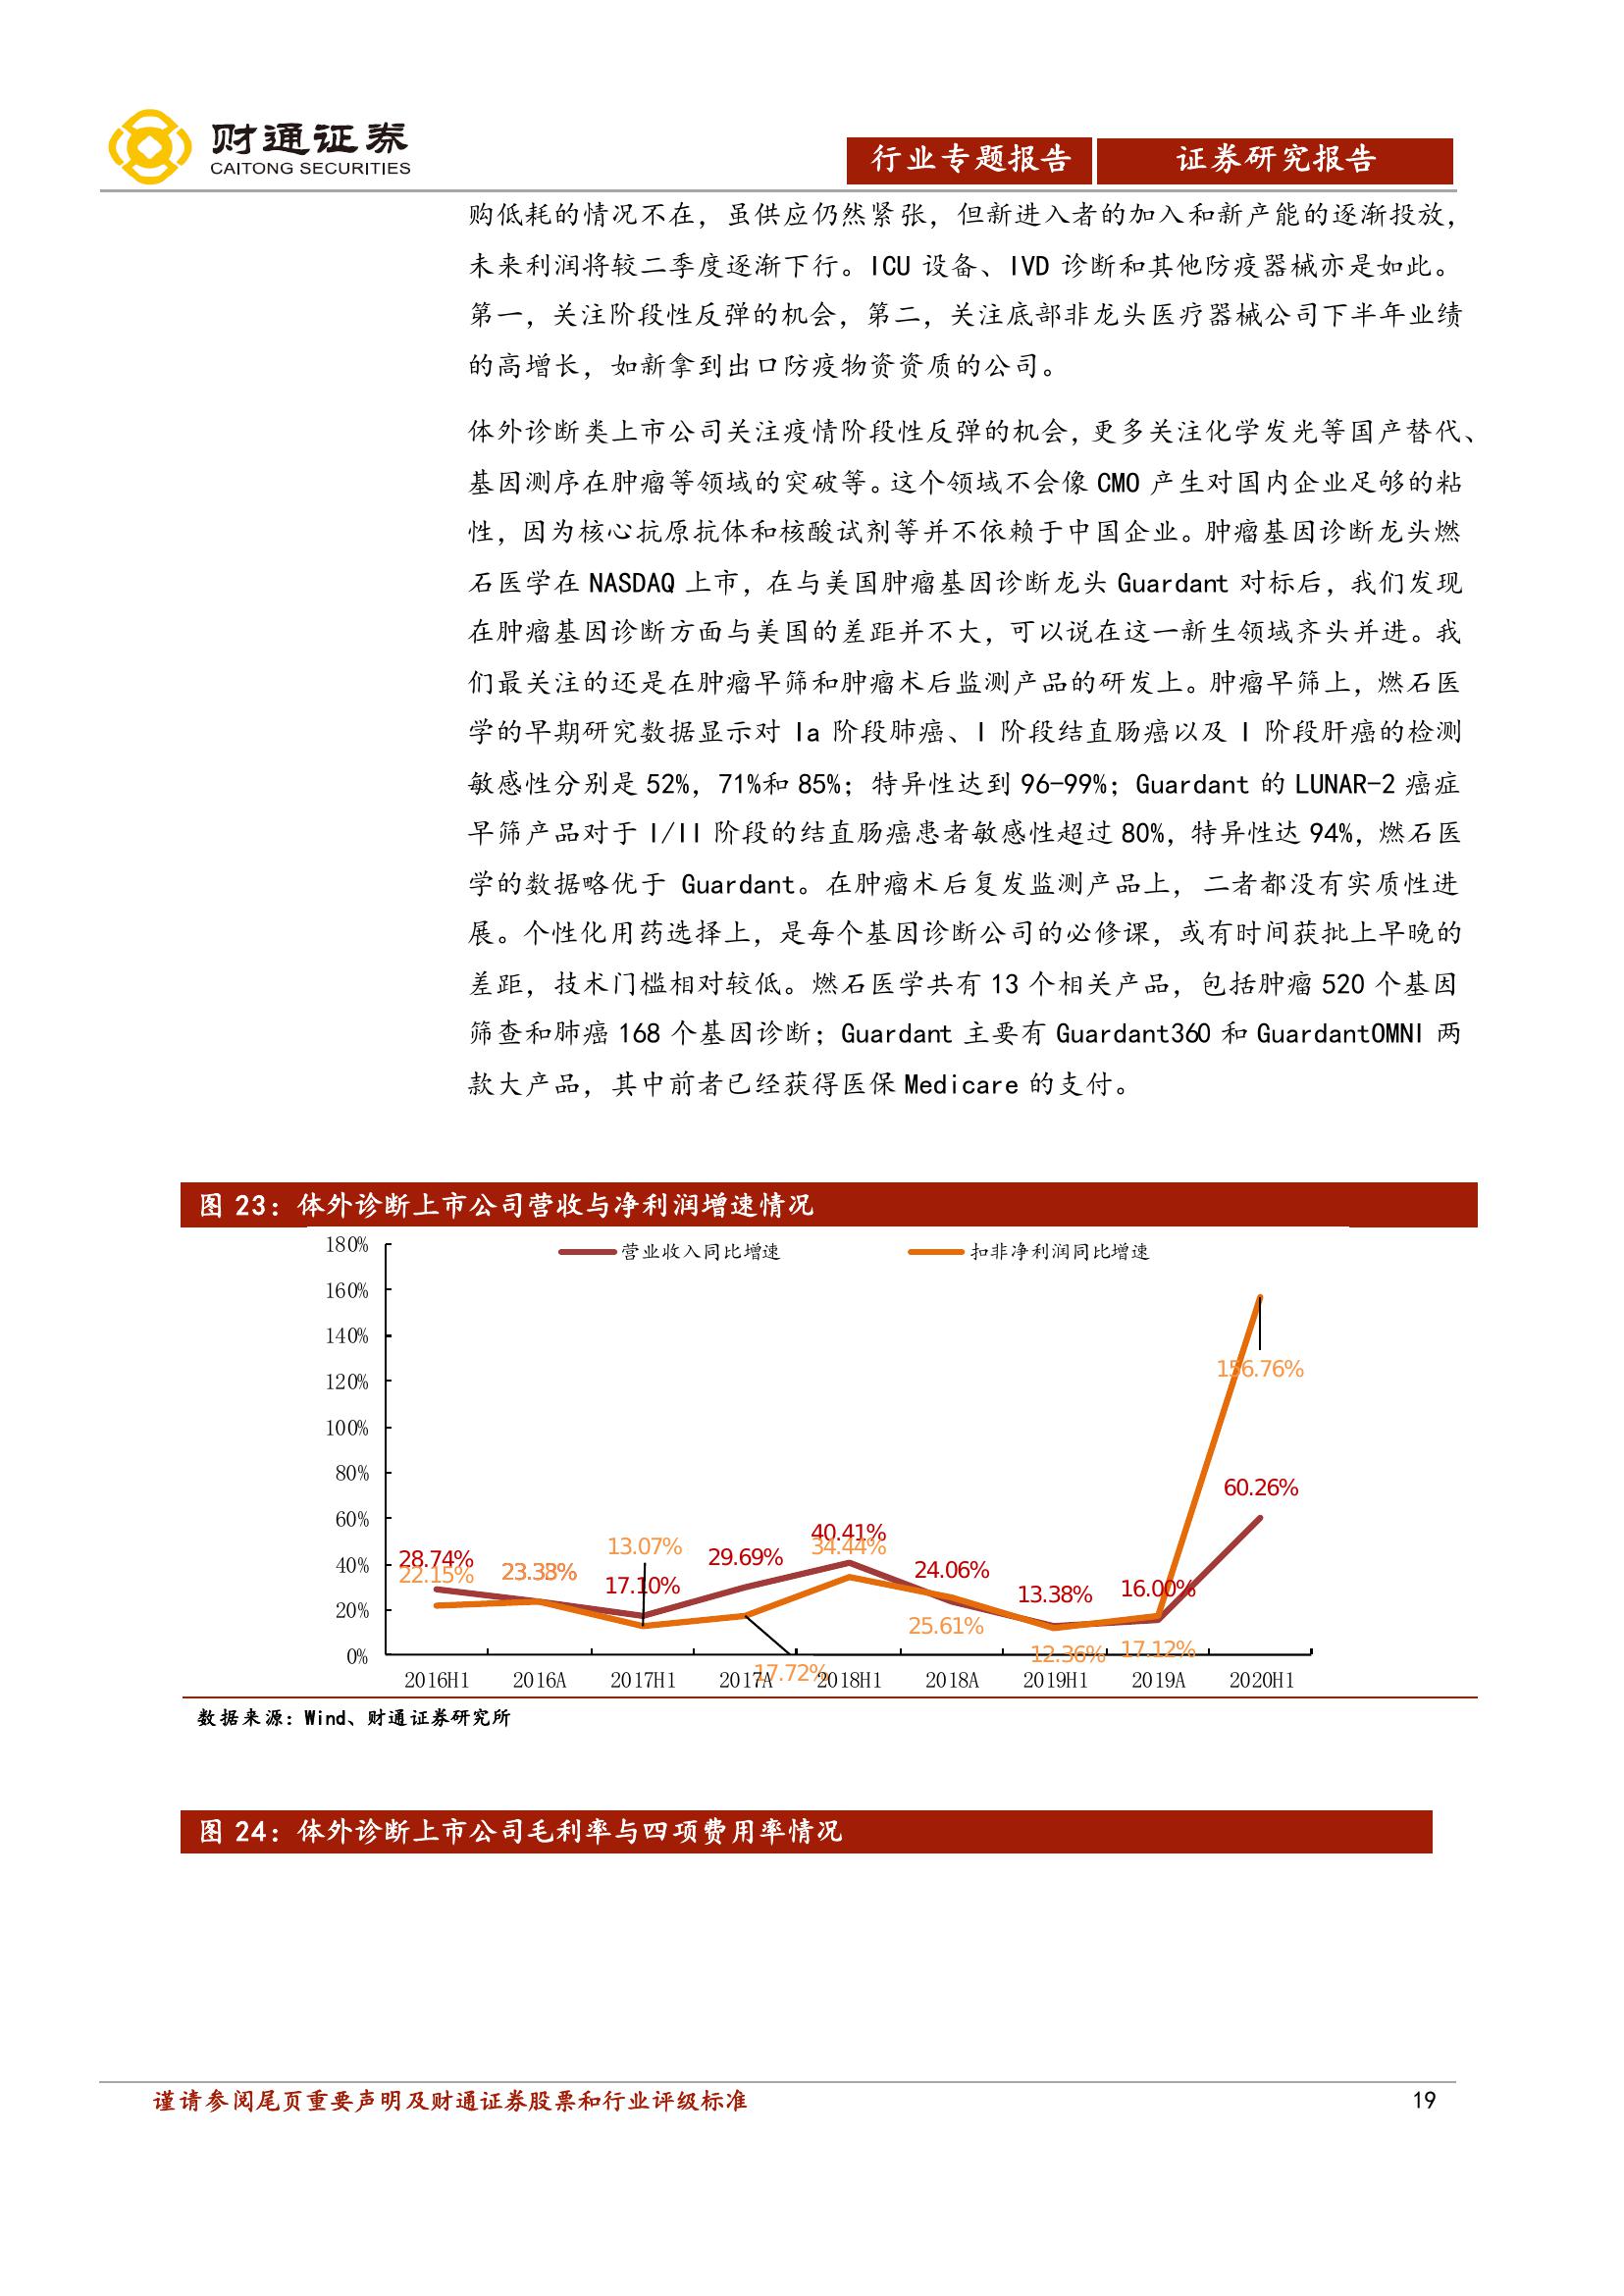 财通证券
CAITONG SECURITIES
行业专题报告 证券研究报告
购低耗的情况不在，虽供应仍然紧张，但新进入者的加入和新产能的逐渐投放，
未来利润将较二季度逐渐下行。ICU 设备、IVD 诊断和其他防疫器械亦是如此。
第一，关注阶段性反弹的机会，第二，关注底部非龙头医疗器械公司下半年业绩
的高增长，如新拿到出口防疫物资资质的公司。
体外诊断类上市公司关注疫情阶段性反弹的机会，更多关注化学发光等国产替代、
基因测序在肿瘤等领域的突破等。这个领域不会像 CMO 产生对国内企业足够的粘
性，因为核心抗原抗体和核酸试剂等并不依赖于中国企业。肿瘤基因诊断龙头燃
石医学在 NASDAQ 上市，在与美国肿瘤基因诊断龙头 Guardant 对标后，我们发现
在肿瘤基因诊断方面与美国的差距并不大，可以说在这一新生领域齐头并进。我
们最关注的还是在肿瘤早筛和肿瘤术后监测产品的研发上。肿瘤早筛上，燃石医
学的早期研究数据显示对 Ia 阶段肺癌、I 阶段结直肠癌以及 I 阶段肝癌的检测
敏感性分别是 52%，71%和 85%；特异性达到 96-99%；Guardant 的 LUNAR-2 癌症
早筛产品对于 I/II 阶段的结直肠癌患者敏感性超过 80%，特异性达 94%，燃石医
学的数据略优于 Guardant。在肿瘤术后复发监测产品上，二者都没有实质性进
展。个性化用药选择上，是每个基因诊断公司的必修课，或有时间获批上早晚的
差距，技术门槛相对较低。燃石医学共有 13 个相关产品，包括肿瘤 520 个基因
筛查和肺癌 168 个基因诊断；Guardant 主要有 Guardant360 和 GuardantOMNI 两
款大产品，其中前者已经获得医保 Medicare 的支付。
图 23：体外诊断上市公司营收与净利润增速情况
营业收入同比增速 扣非净利润同比增速
180%
160%
140%
120%
100%
80%
60%
40%
20%
0%
28.74% 17.10% 29.69% 40.41% 24.06% 13.38% 16.00% 60.26%
22.15% 23.38% 13.07% 17.72% 34.44% 25.61% 12.36% 17.12% 156.76%
2016H1 2016A 2017H1 2017A 2018H1 2018A 2019H1 2019A 2020H1
数据来源：Wind、财通证券研究所
图 24：体外诊断上市公司毛利率与四项费用率情况
谨请参阅尾页重要声明及财通证券股票和行业评级标准 19